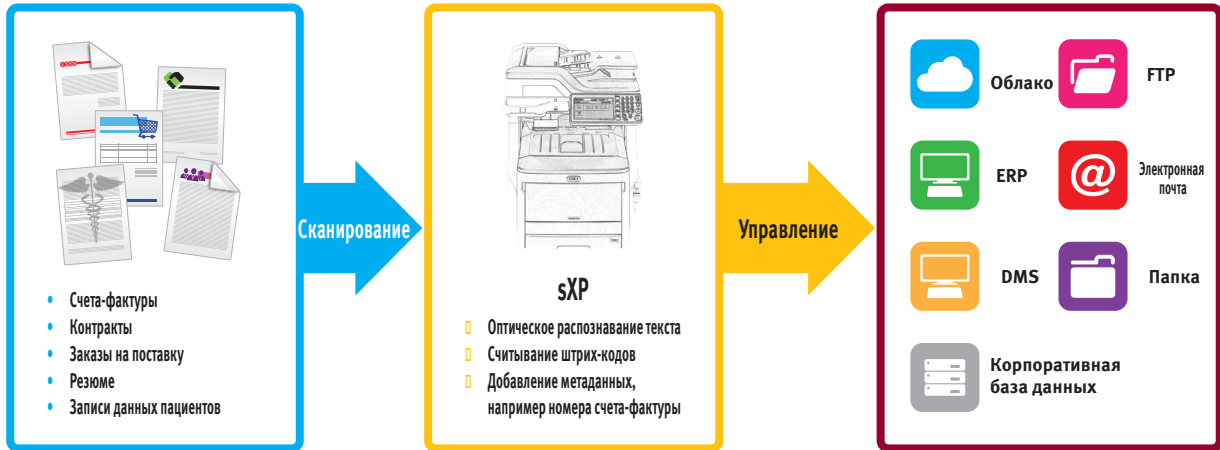 Счета-фактуры
Контракты
Заказы на поставку
Резюме
Записи данных пациентов
Сканирование
sXP
Оптическое распознавание текста
Считывание штрих-кодов
Добавление метаданных,
например номера счета-фактуры
Управление
Облако
FTP
ERP
@
Электронная
почта
DMS
Папка
Корпоративная
база данных